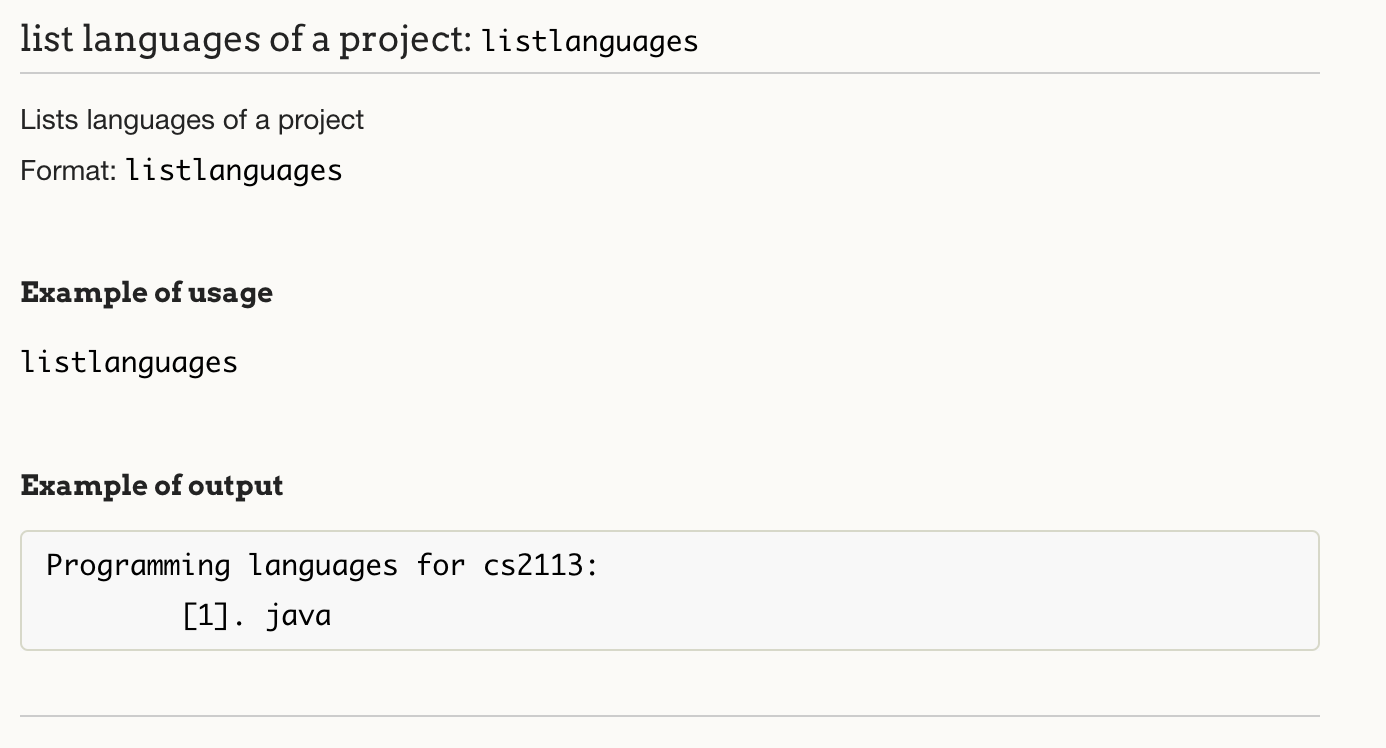 list languages of a project: listlanguages
Lists languages of a project
Format: listlanguages
Example of usage
listlanguages
Example of output
Programming languages for cs2113:
[1]. java